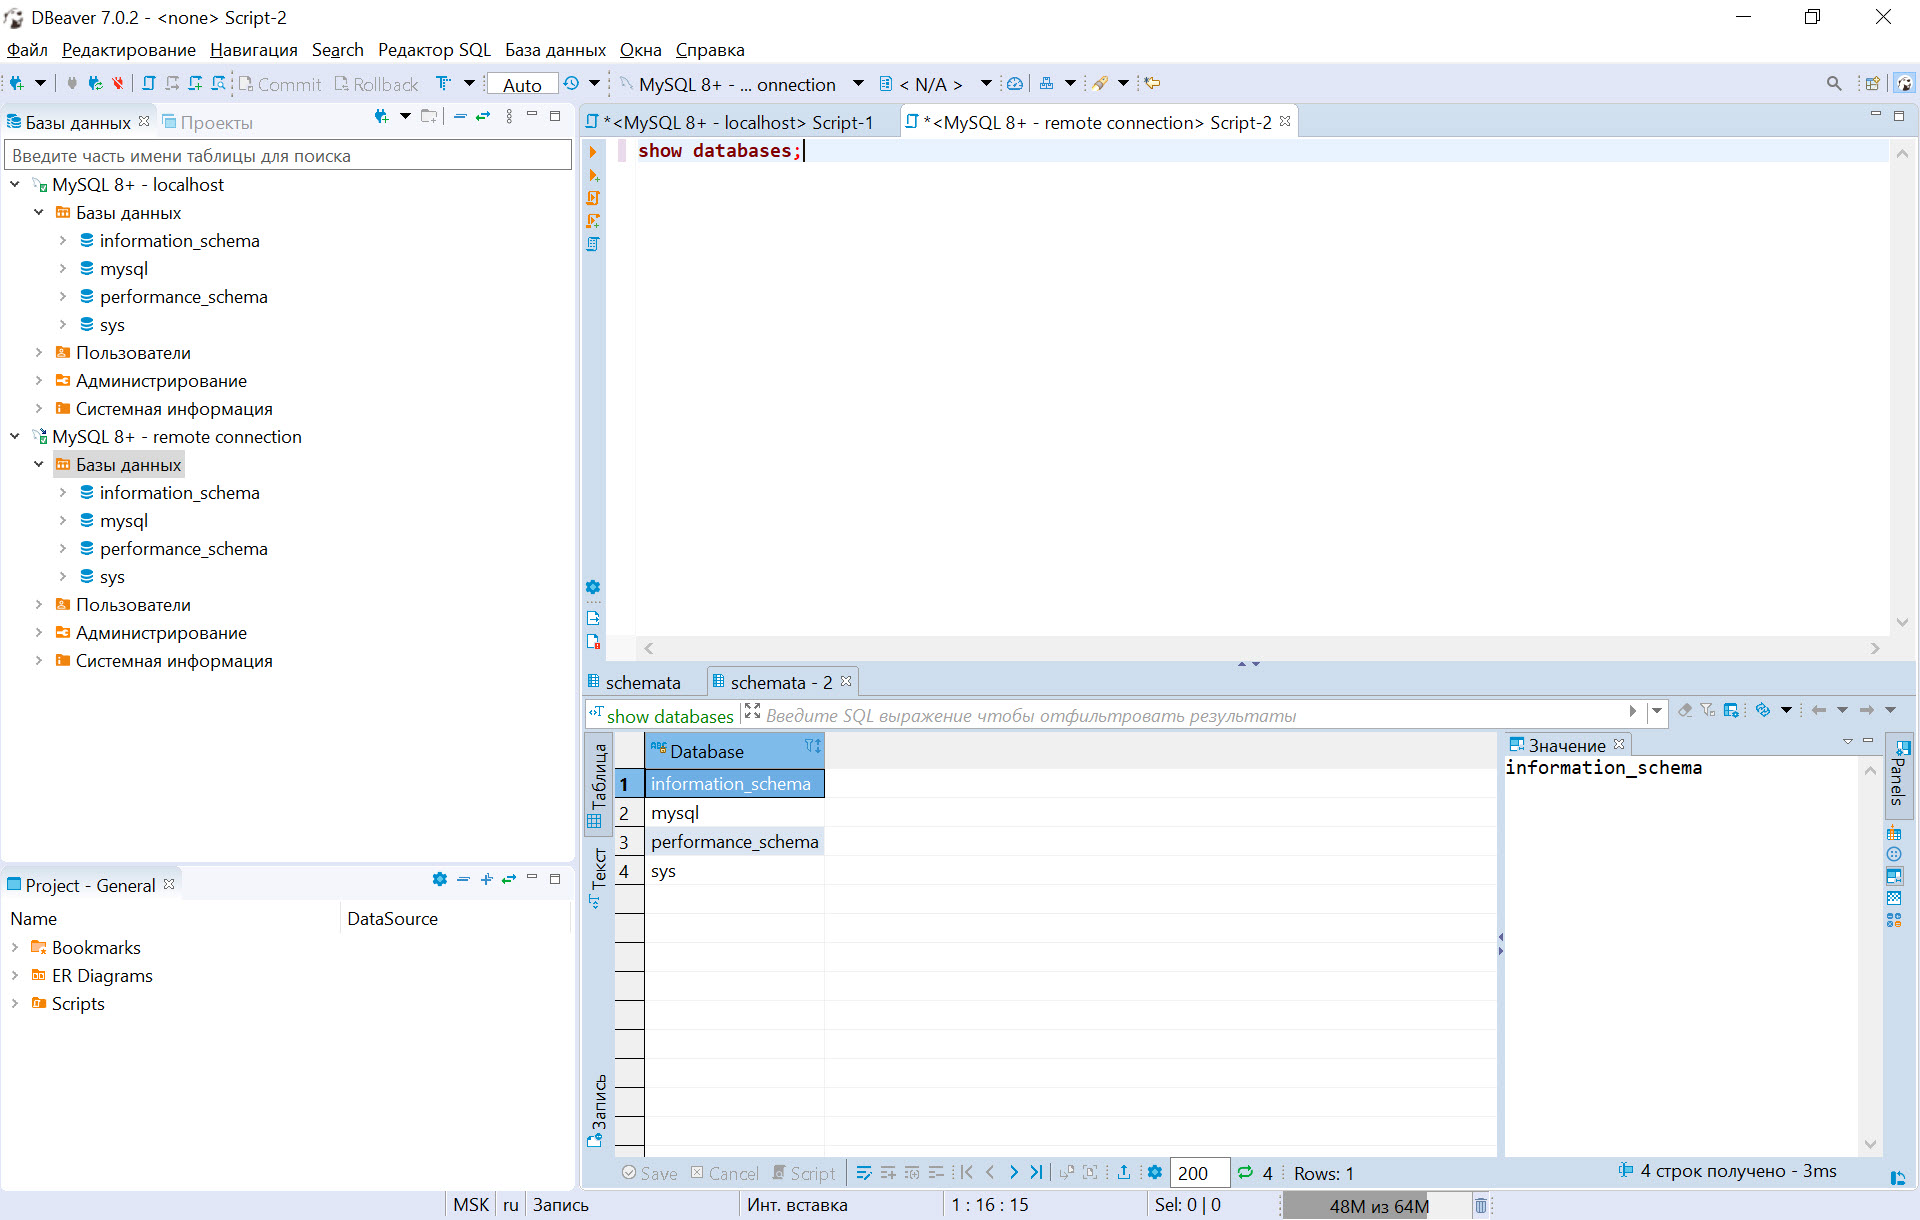 DBeaver 7.0.2 - <none> Script-2
Файл Редактирование Навигация Search Редактор SQL База данных Окна Справка
Commit Rollback Auto MySQL 8+ - ... onnection < N/A >
Базы данных Проекты
Введите часть имени таблицы для поиска
MySQL 8+ - localhost
Базы данных
information_schema
mysql
performance_schema
sys
Пользователи
Администрирование
Системная информация
MySQL 8+ - remote connection
Базы данных
information_schema
mysql
performance_schema
sys
Пользователи
Администрирование
Системная информация
Project - General
Name DataSource
Bookmarks
ER Diagrams
Scripts
*<MySQL 8+ - localhost> Script-1 *<MySQL 8+ - remote connection> Script-2
show databases;
schemata schemata - 2
show databases Введите SQL выражение чтобы отфильтровать результаты
Таблица
Текст
Запись
Database
1 information_schema
2 mysql
3 performance_schema
4 sys
Значение
information_schema
Panels
Save Cancel Script 200 4 Rows: 1
4 строк получено - 3ms
MSK ru Запись Инт. вставка 1 : 16 : 15 Sel: 0 | 0 48M из 64M